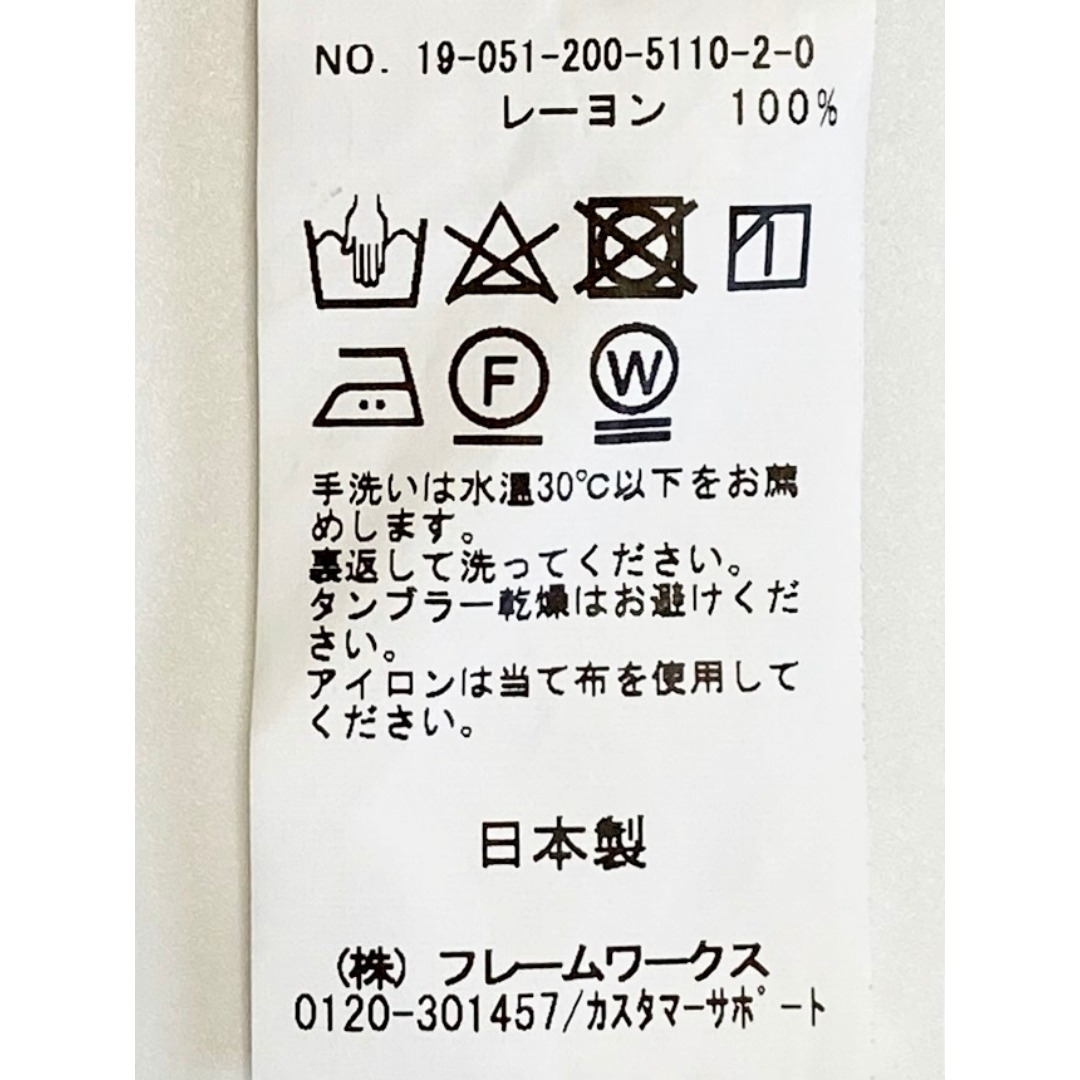 NO. 19-051-200-5110-2-0
レーヨン 100%
F W
手洗いは水温30℃以下をお薦
めします。
裏返して洗ってください。
タンブラー乾燥はお避けくだ
さい。
アイロンは当て布を使用して
ください。
日本製
(株) フレームワークス
0120-301457/カスタマーサポート